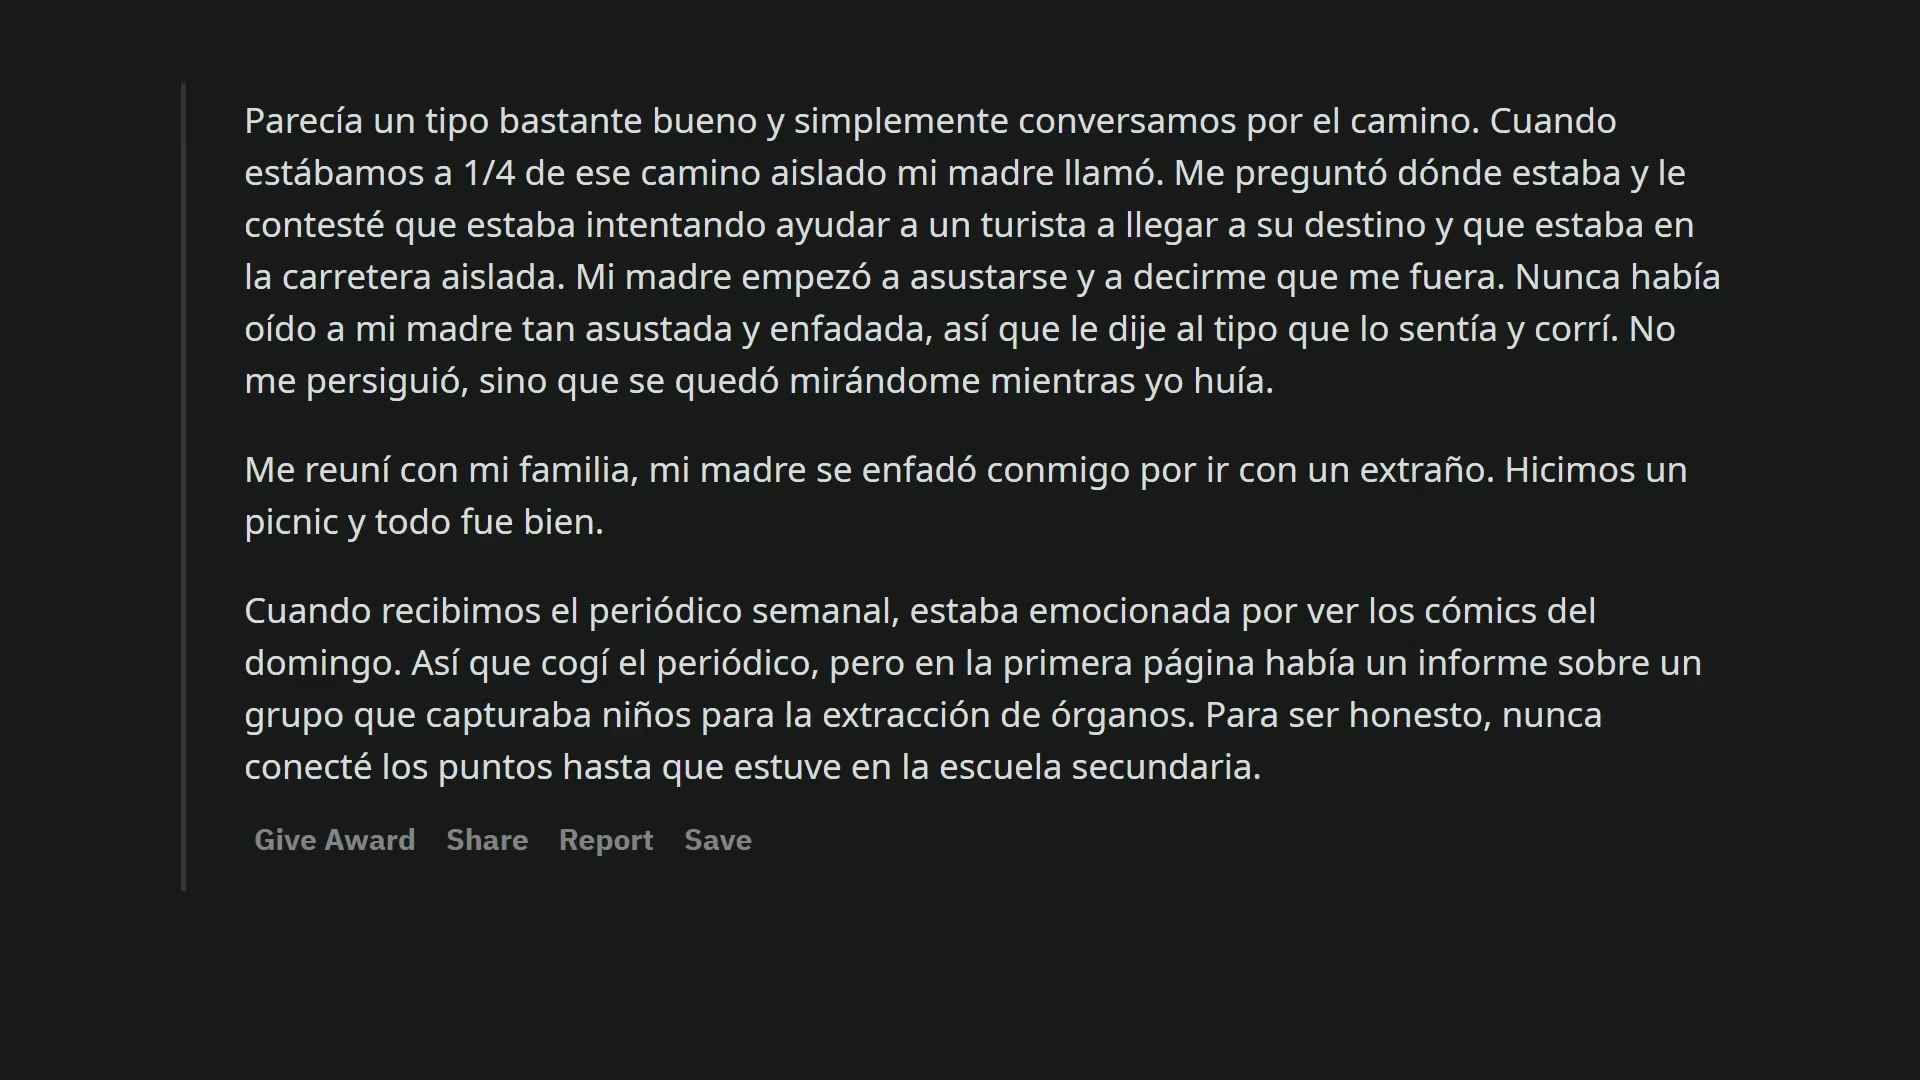 Parecía un tipo bastante bueno y simplemente conversamos por el camino. Cuando
estábamos a 1/4 de ese camino aislado mi madre llamó. Me preguntó dónde estaba y le
contesté que estaba intentando ayudar a un turista a llegar a su destino y que estaba en
la carretera aislada. Mi madre empezó a asustarse y a decirme que me fuera. Nunca había
oído a mi madre tan asustada y enfadada, así que le dije al tipo que lo sentía y corrí. No
me persiguió, sino que se quedó mirándome mientras yo huía.
Me reuní con mi familia, mi madre se enfadó conmigo por ir con un extraño. Hicimos un
picnic y todo fue bien.
Cuando recibimos el periódico semanal, estaba emocionada por ver los cómics del
domingo. Así que cogí el periódico, pero en la primera página había un informe sobre un
grupo que capturaba niños para la extracción de órganos. Para ser honesto, nunca
conecté los puntos hasta que estuve en la escuela secundaria.
Give Award Share Report Save